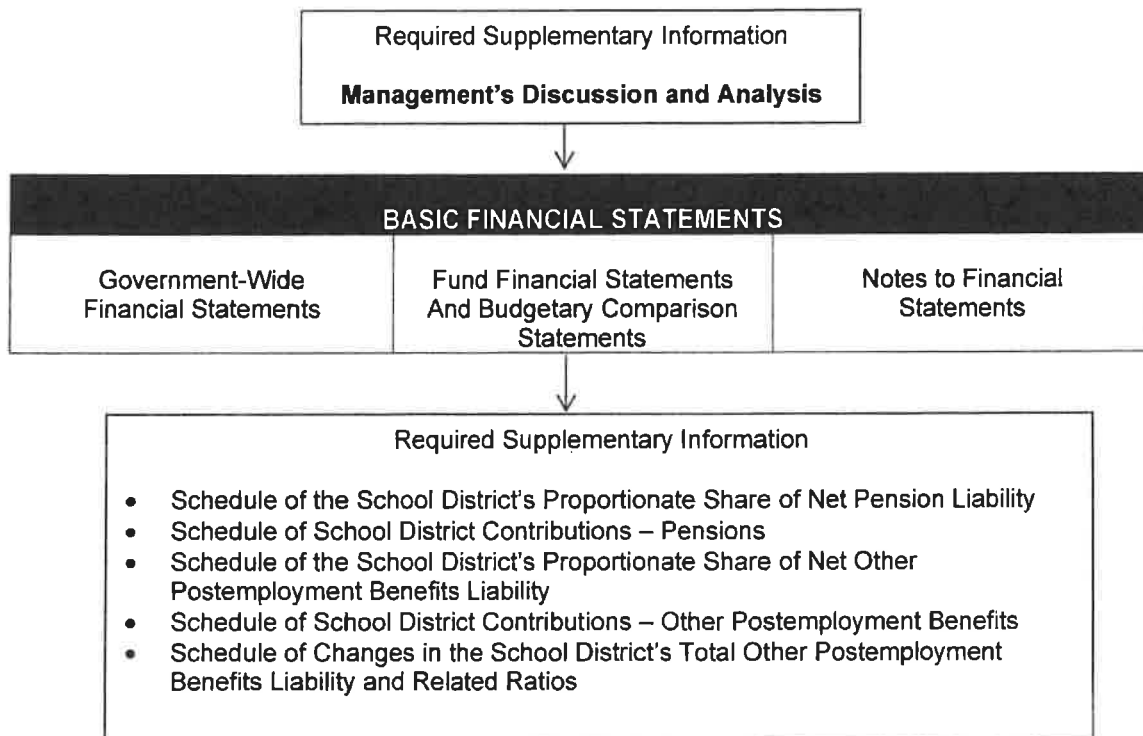 Required Supplementary Information
Management's Discussion and Analysis
BASIC FINANCIAL STATEMENTS
Government-Wide
Financial Statements
Fund Financial Statements
And Budgetary Comparison
Statements
Notes to Financial
Statements
Required Supplementary Information
• Schedule of the School District's Proportionate Share of Net Pension Liability
• Schedule of School District Contributions – Pensions
• Schedule of the School District's Proportionate Share of Net Other
Postemployment Benefits Liability
• Schedule of School District Contributions – Other Postemployment Benefits
• Schedule of Changes in the School District's Total Other Postemployment
Benefits Liability and Related Ratios